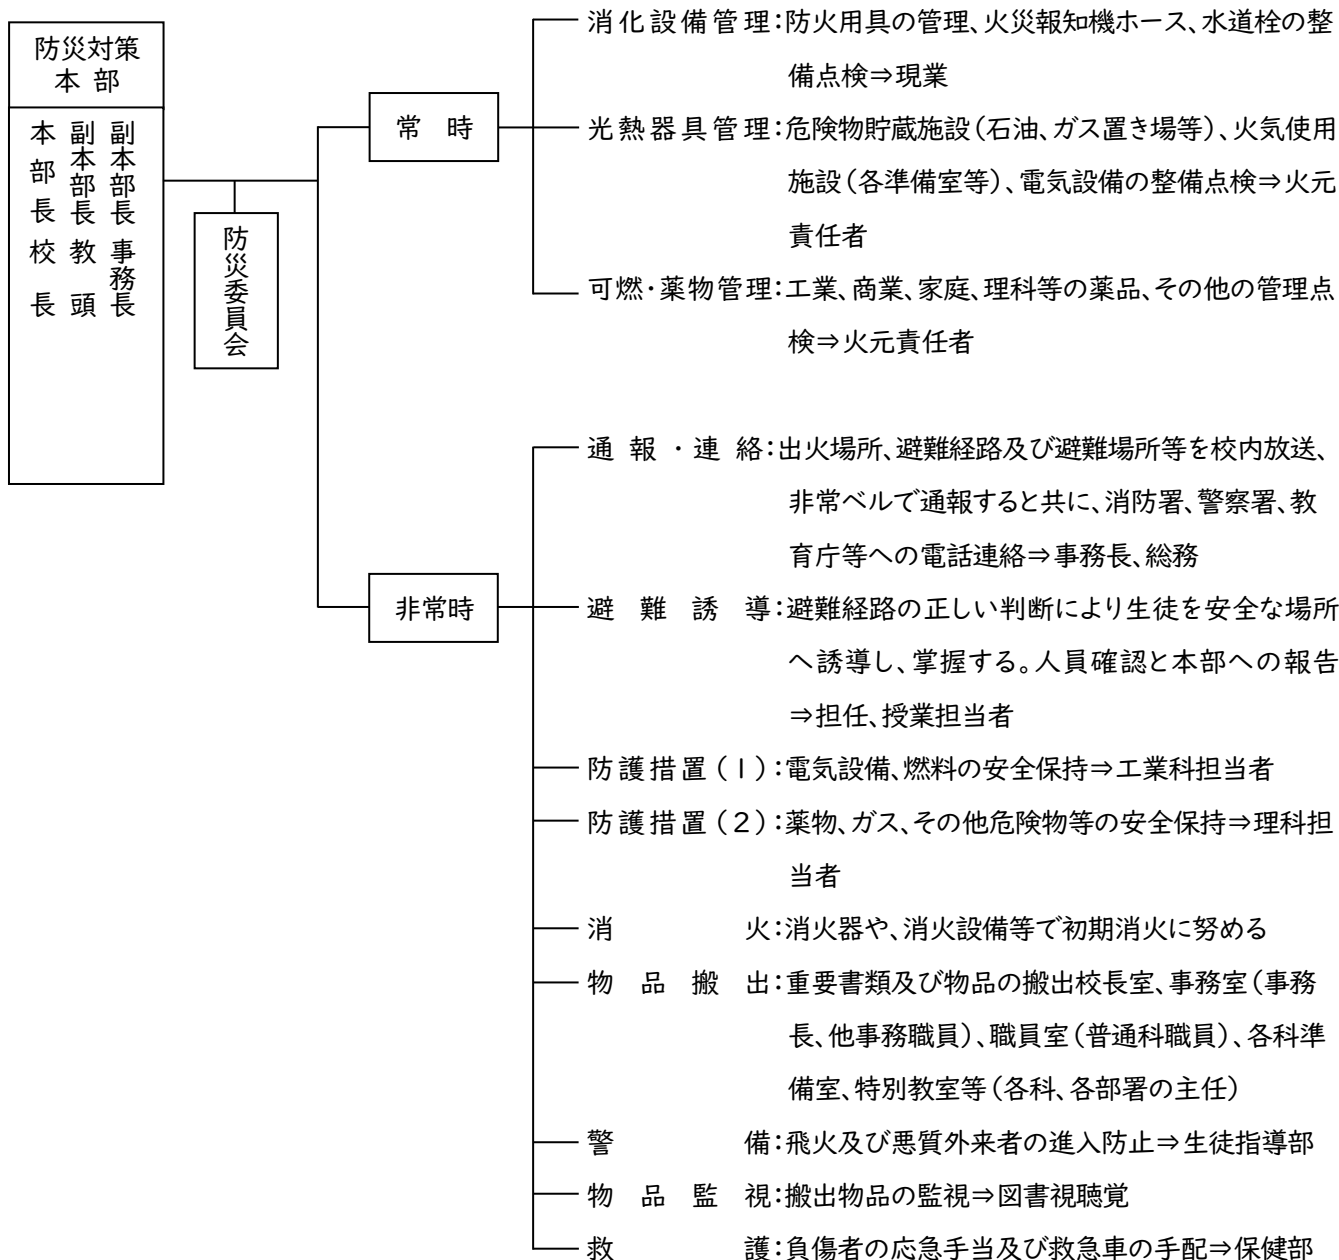 防災対策
本部
本部長 校長
副本部長 教頭
副本部長 事務長
防災委員会
常時
消化設備管理：防火用具の管理、火災報知機ホース、水道栓の整
備点検⇒現業
光熱器具管理：危険物貯蔵施設（石油、ガス置き場等）、火気使用
施設（各準備室等）、電気設備の整備点検⇒火元
責任者
可燃・薬物管理：工業、商業、家庭、理科等の薬品、その他の管理点
検⇒火元責任者
非常時
通報・連絡：出火場所、避難経路及び避難場所等を校内放送、
非常ベルで通報すると共に、消防署、警察署、教
育庁等への電話連絡⇒事務長、総務
避難誘導：避難経路の正しい判断により生徒を安全な場所
へ誘導し、掌握する。人員確認と本部への報告
⇒担任、授業担当者
防護措置（１）：電気設備、燃料の安全保持⇒工業科担当者
防護措置（２）：薬物、ガス、その他危険物等の安全保持⇒理科担
当者
消火：消火器や、消火設備等で初期消火に努める
物品搬出：重要書類及び物品の搬出校長室、事務室（事務
長、他事務職員）、職員室（普通科職員）、各科準
備室、特別教室等（各科、各部署の主任）
警備：飛火及び悪質外来者の進入防止⇒生徒指導部
物品監視：搬出物品の監視⇒図書視聴覚
救護：負傷者の応急手当及び救急車の手配⇒保健部